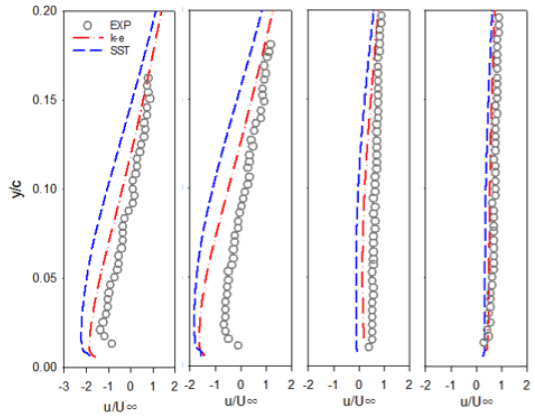 0.20
EXP
k-e
SST
0.15
y/c
0.10
0.05
0.00
-3 -2 -1 0 1 2 -2 -1 0 1 2 -2 -1 0 1 2 -2 -1 0 1 2
u/U∞ u/U∞ u/U∞ u/U∞